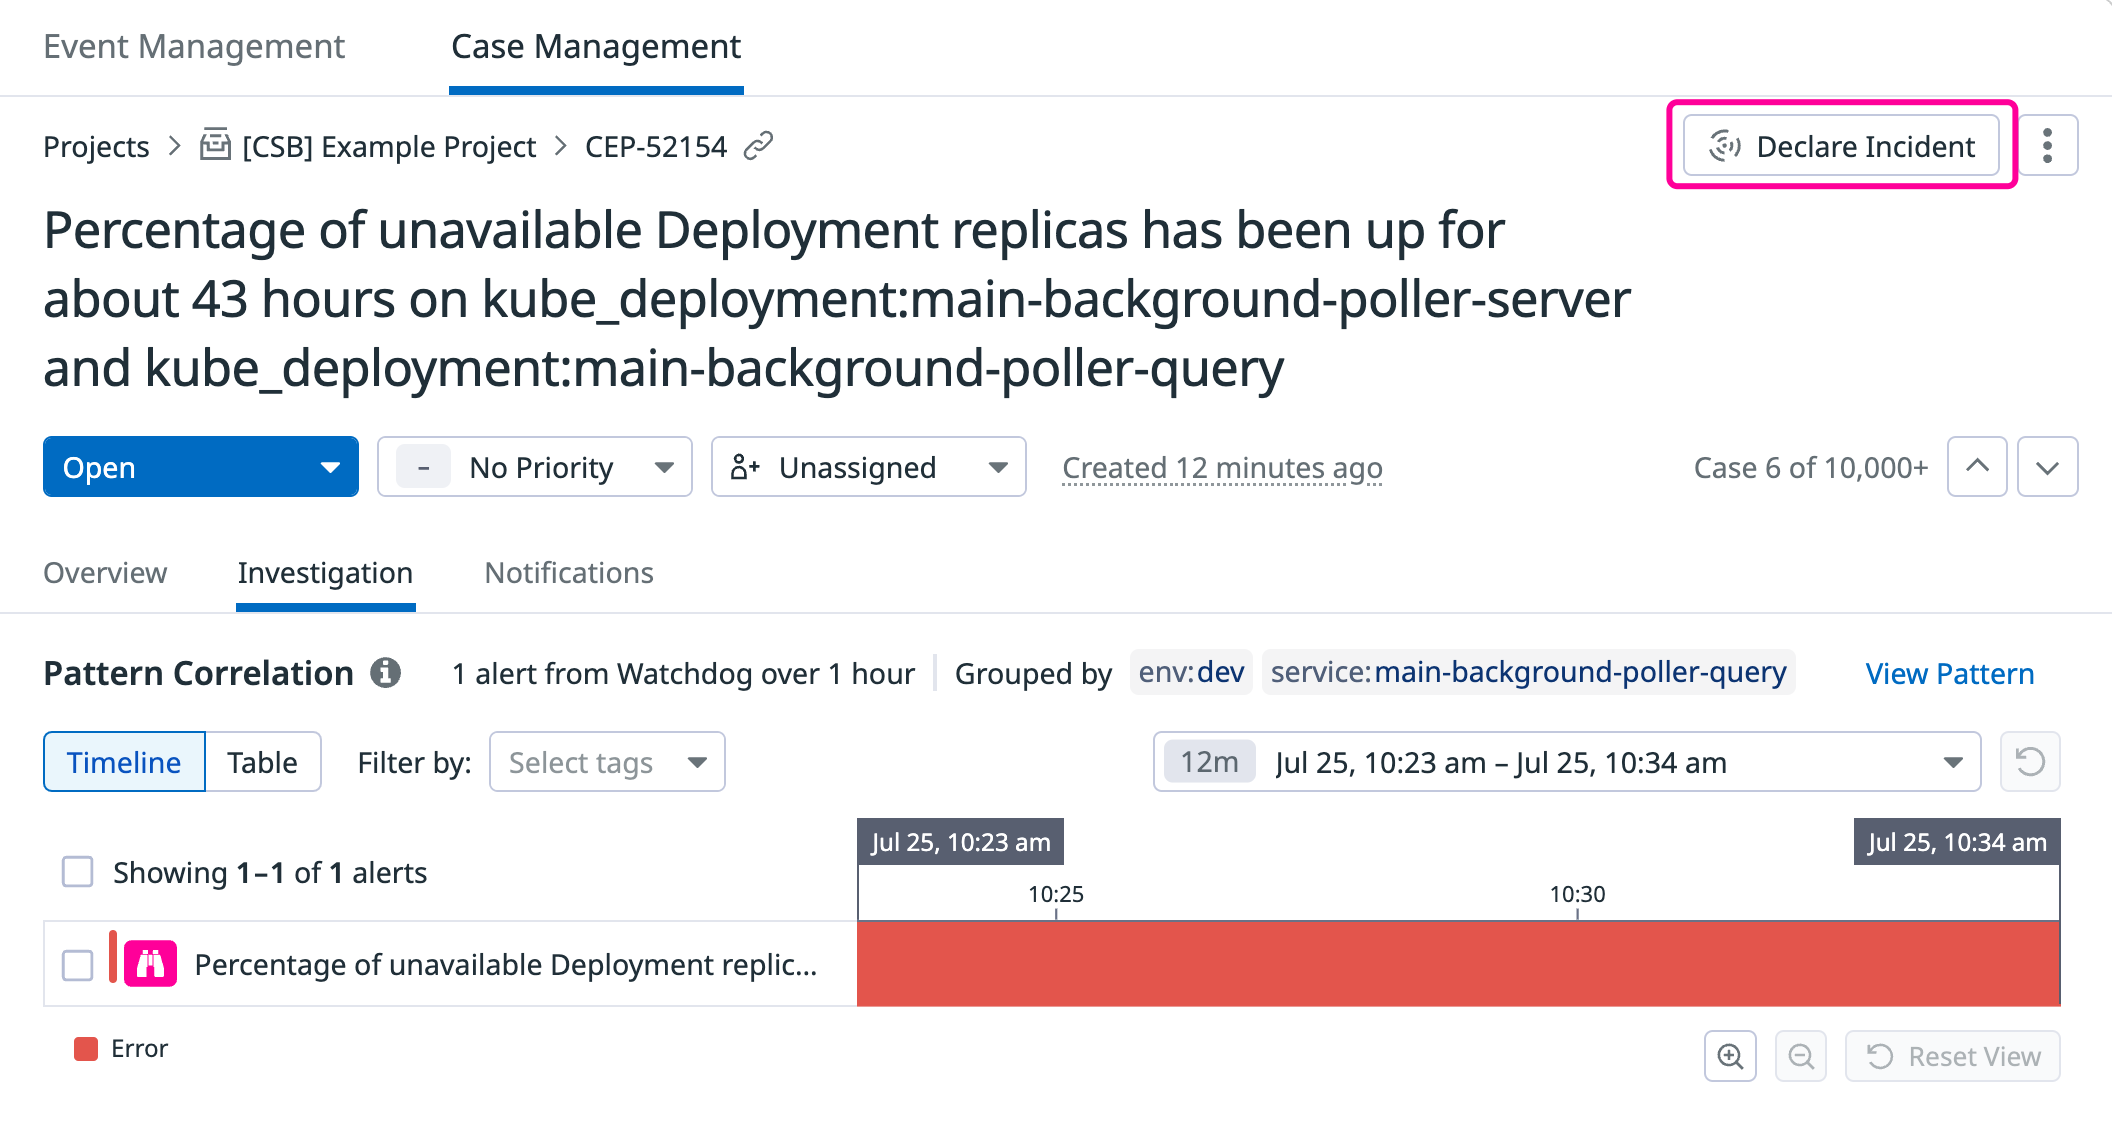 Event Management Case Management
Projects > [CSB] Example Project > CEP-52154
Declare Incident
Percentage of unavailable Deployment replicas has been up for
about 43 hours on kube_deployment:main-background-poller-server
and kube_deployment:main-background-poller-query
Open - No Priority Unassigned Created 12 minutes ago Case 6 of 10,000+
Overview Investigation Notifications
Pattern Correlation 1 alert from Watchdog over 1 hour Grouped by env:dev service:main-background-poller-query View Pattern
Timeline Table Filter by: Select tags 12m Jul 25, 10:23 am – Jul 25, 10:34 am
Jul 25, 10:23 am Jul 25, 10:34 am
Showing 1–1 of 1 alerts
10:25 10:30
Percentage of unavailable Deployment replic...
Error
Reset View